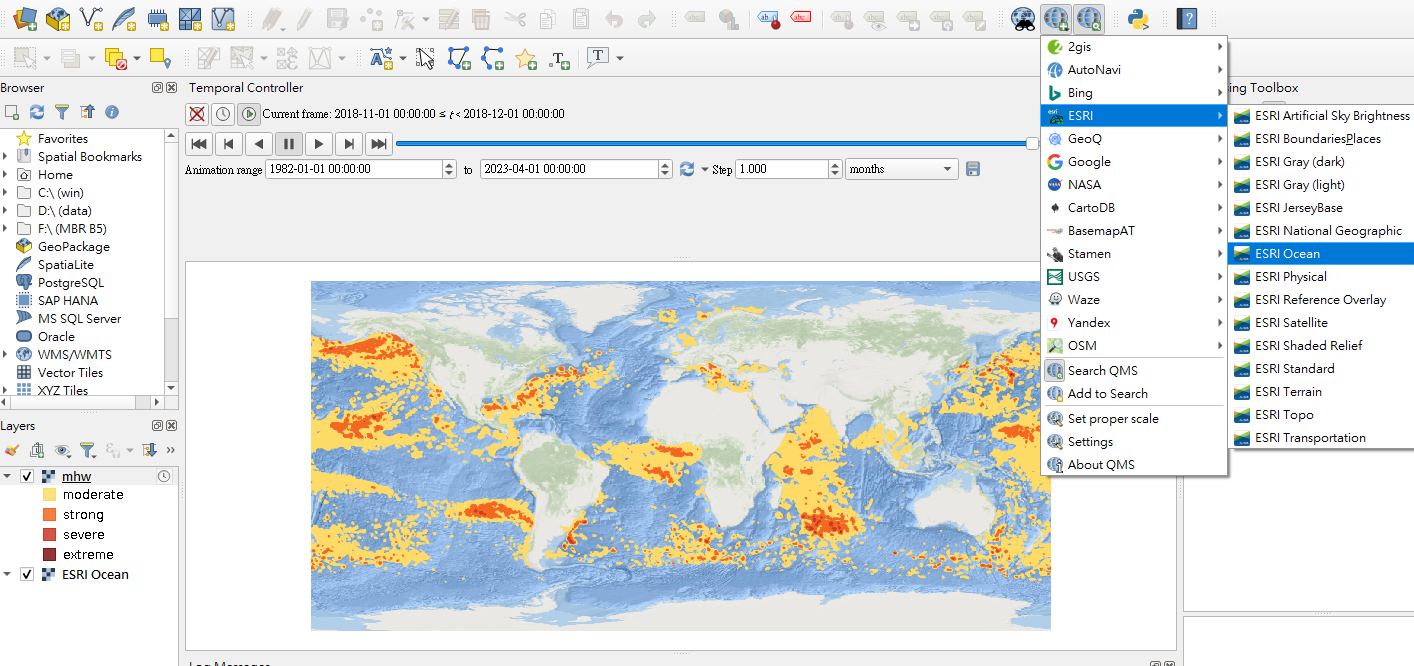 Browser
Favorites
Spatial Bookmarks
Home
C:\ (win)
D:\ (data)
F:\ (MBR B5)
GeoPackage
SpatiaLite
PostgreSQL
SAP HANA
MS SQL Server
Oracle
WMS/WMTS
Vector Tiles
XYZ Tiles
Layers
mhw
moderate
strong
severe
extreme
ESRI Ocean
Temporal Controller
Current frame: 2018-11-01 00:00:00 ≤ t < 2018-12-01 00:00:00
Animation range 1982-01-01 00:00:00 to 2023-04-01 00:00:00 Step 1.000 months
2gis
AutoNavi
Bing
ESRI
GeoQ
Google
NASA
CartoDB
BasemapAT
Stamen
USGS
Waze
Yandex
OSM
Search QMS
Add to Search
Set proper scale
Settings
About QMS
ing Toolbox
ESRI Artificial Sky Brightness
ESRI BoundariesPlaces
ESRI Gray (dark)
ESRI Gray (light)
ESRI JerseyBase
ESRI National Geographic
ESRI Ocean
ESRI Physical
ESRI Reference Overlay
ESRI Satellite
ESRI Shaded Relief
ESRI Standard
ESRI Terrain
ESRI Topo
ESRI Transportation
Log Messages